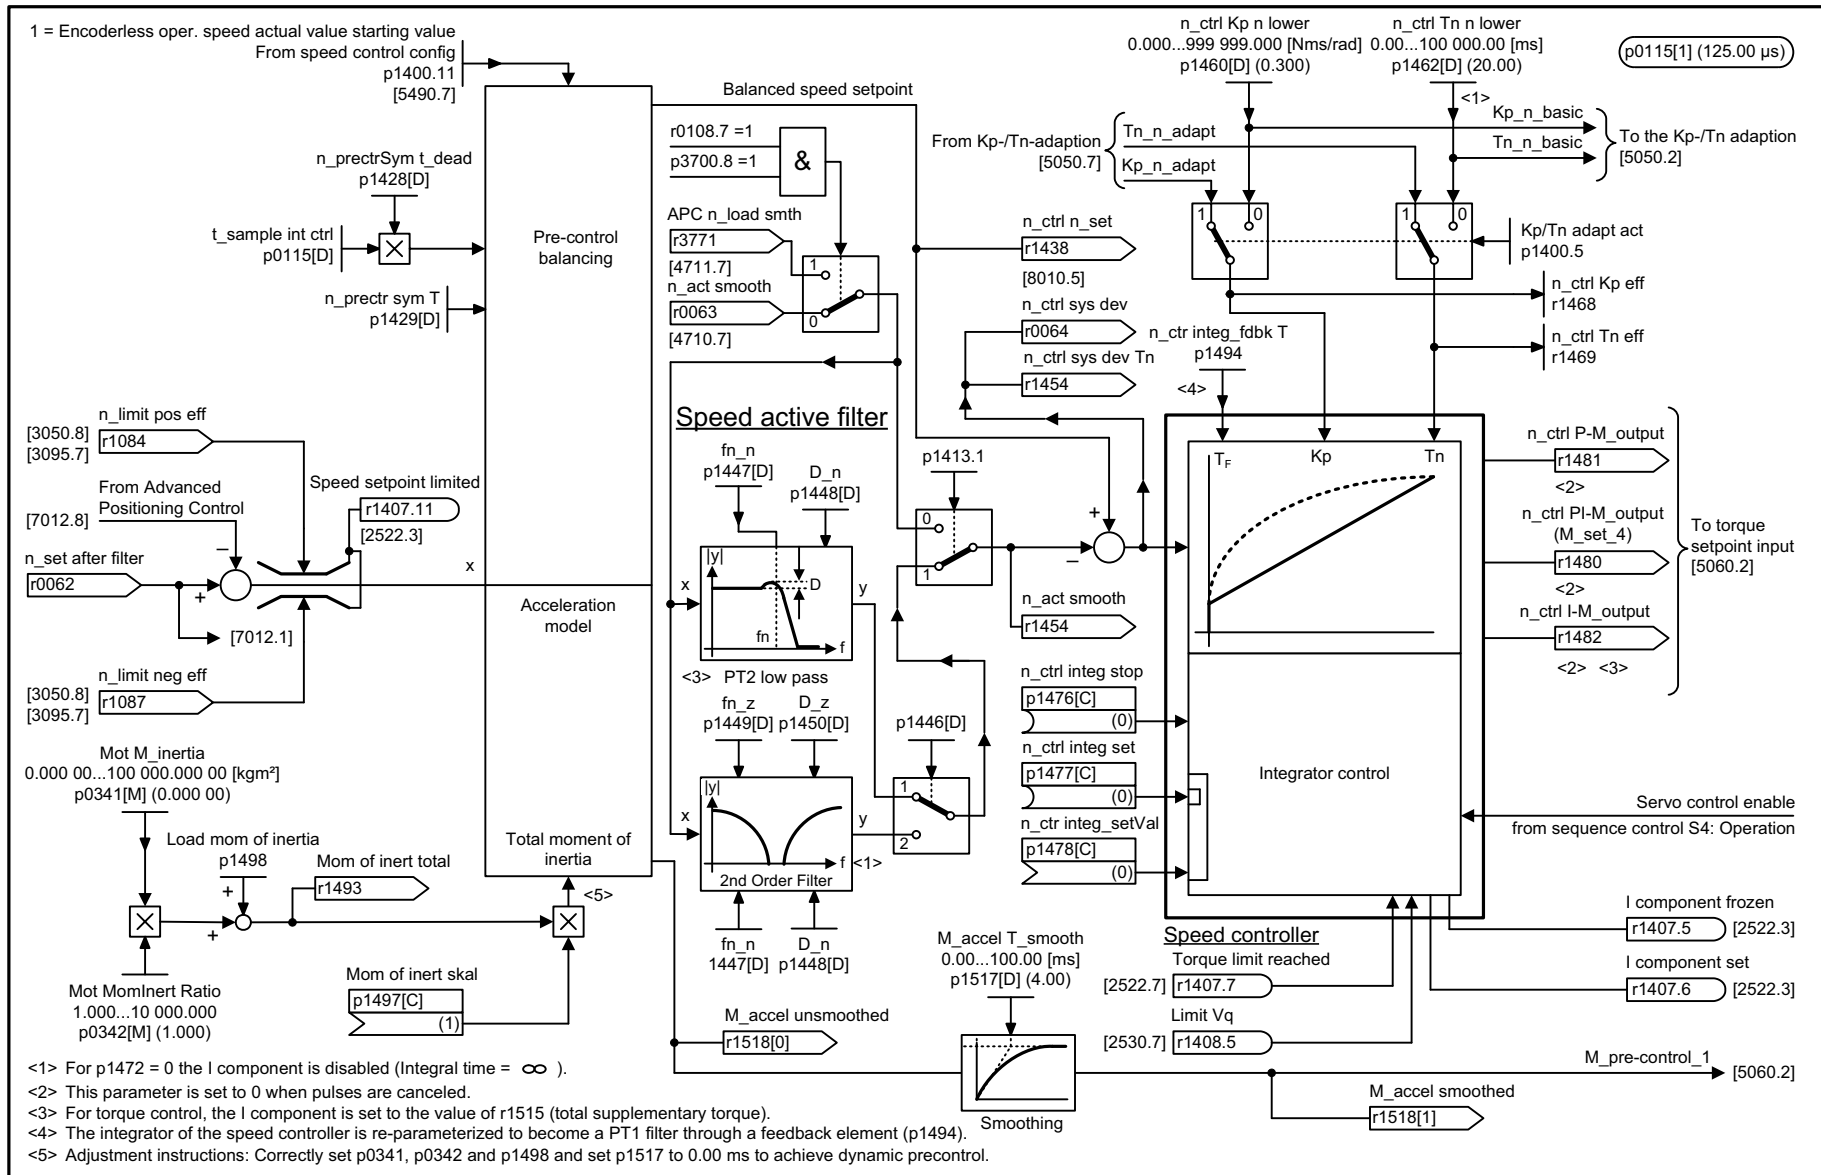 1 = Encoderless oper. speed actual value starting value
From speed control config
p1400.11
[5490.7]
n_prectrSym t_dead
p1428[D]
t_sample int ctrl
p0115[D]
n_prectr sym T
p1429[D]
n_limit pos eff
[3050.8]
[3095.7]
r1084
From Advanced
Positioning Control
[7012.8]
Speed setpoint limited
r1407.11
[2522.3]
n_set after filter
r0062
–
+
x
[7012.1]
n_limit neg eff
[3050.8]
[3095.7]
r1087
Mot M_inertia
0.000 00...100 000.000 00 [kgm²]
p0341[M] (0.000 00)
Load mom of inertia
p1498
+
+
Mom of inert total
r1493
<5>
Mot MomInert Ratio
1.000...10 000.000
p0342[M] (1.000)
Mom of inert skal
p1497[C]
(1)
Pre-control
balancing
Acceleration
model
Total moment of
inertia
Balanced speed setpoint
r0108.7 =1
p3700.8 =1
&
APC n_load smth
r3771
[4711.7]
n_act smooth
r0063
[4710.7]
1
0
Speed active filter
fn_n
p1447[D]
D_n
p1448[D]
|y|
D
fn
f
x
y
<3> PT2 low pass
fn_z
p1449[D]
D_z
p1450[D]
|y|
x
y
f
<1>
2nd Order Filter
fn_n
1447[D]
D_n
p1448[D]
p1446[D]
1
2
p1413.1
0
1
n_ctrl n_set
r1438
[8010.5]
n_ctrl sys dev
r0064
n_ctrl sys dev Tn
r1454
+
–
n_act smooth
r1454
n_ctrl integ stop
p1476[C]
(0)
n_ctrl integ set
p1477[C]
(0)
n_ctr integ_setVal
p1478[C]
(0)
n_ctrl Kp n lower
0.000...999 999.000 [Nms/rad]
p1460[D] (0.300)
n_ctrl Tn n lower
0.00...100 000.00 [ms]
p1462[D] (20.00)
<1>
p0115[1] (125.00 µs)
From Kp-/Tn-adaption
[5050.7]
Tn_n_adapt
Kp_n_adapt
Kp_n_basic
Tn_n_basic
To the Kp-/Tn adaption
[5050.2]
1
0
1
0
Kp/Tn adapt act
p1400.5
n_ctrl Kp eff
r1468
n_ctrl Tn eff
r1469
n_ctr integ_fdbk T
p1494
<4>
TF
Kp
Tn
Integrator control
Speed controller
n_ctrl P-M_output
r1481
<2>
n_ctrl PI-M_output
(M_set_4)
r1480
<2>
n_ctrl I-M_output
r1482
<2> <3>
To torque
setpoint input
[5060.2]
Servo control enable
from sequence control S4: Operation
Torque limit reached
[2522.7]
r1407.7
Limit Vq
[2530.7]
r1408.5
I component frozen
r1407.5
[2522.3]
I component set
r1407.6
[2522.3]
M_accel T_smooth
0.00...100.00 [ms]
p1517[D] (4.00)
Smoothing
M_accel unsmoothed
r1518[0]
M_pre-control_1
[5060.2]
M_accel smoothed
r1518[1]
<1> For p1472 = 0 the I component is disabled (Integral time = ∞ ).
<2> This parameter is set to 0 when pulses are canceled.
<3> For torque control, the I component is set to the value of r1515 (total supplementary torque).
<4> The integrator of the speed controller is re-parameterized to become a PT1 filter through a feedback element (p1494).
<5> Adjustment instructions: Correctly set p0341, p0342 and p1498 and set p1517 to 0.00 ms to achieve dynamic precontrol.